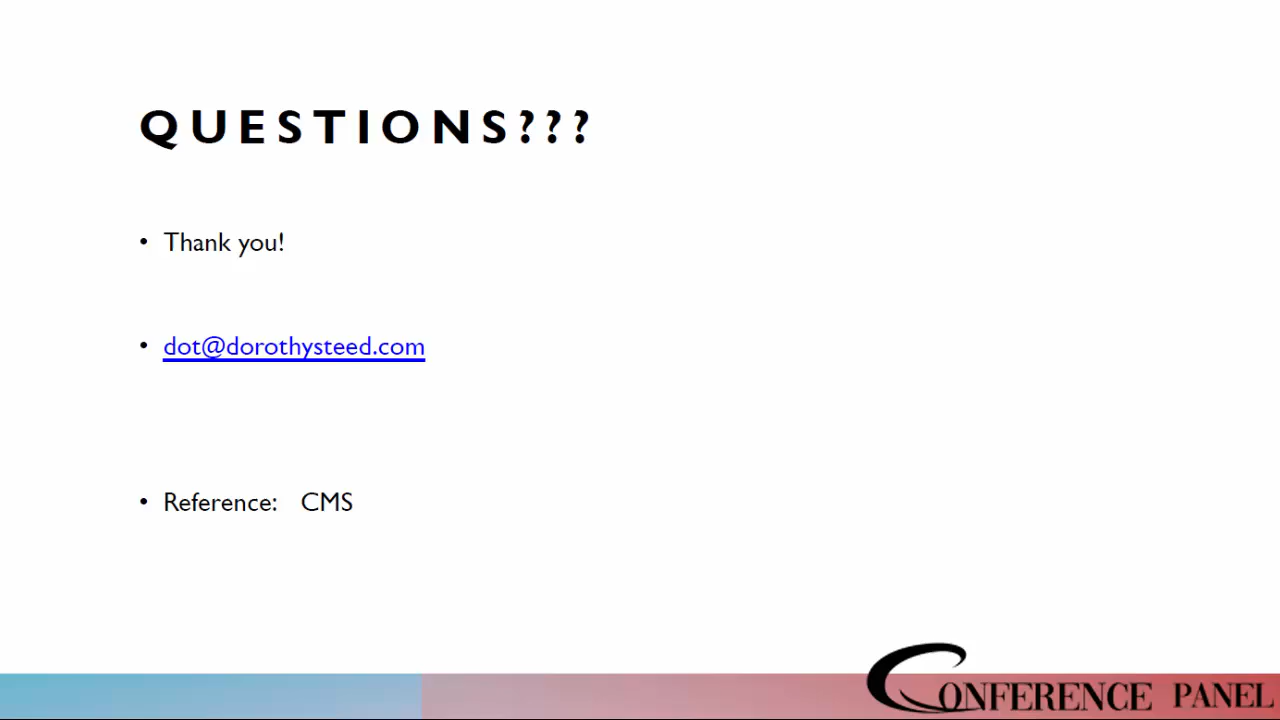 QUESTIONS???
• Thank you!
• dot@dorothysteed.com
• Reference: CMS
CONFERENCE PANEL